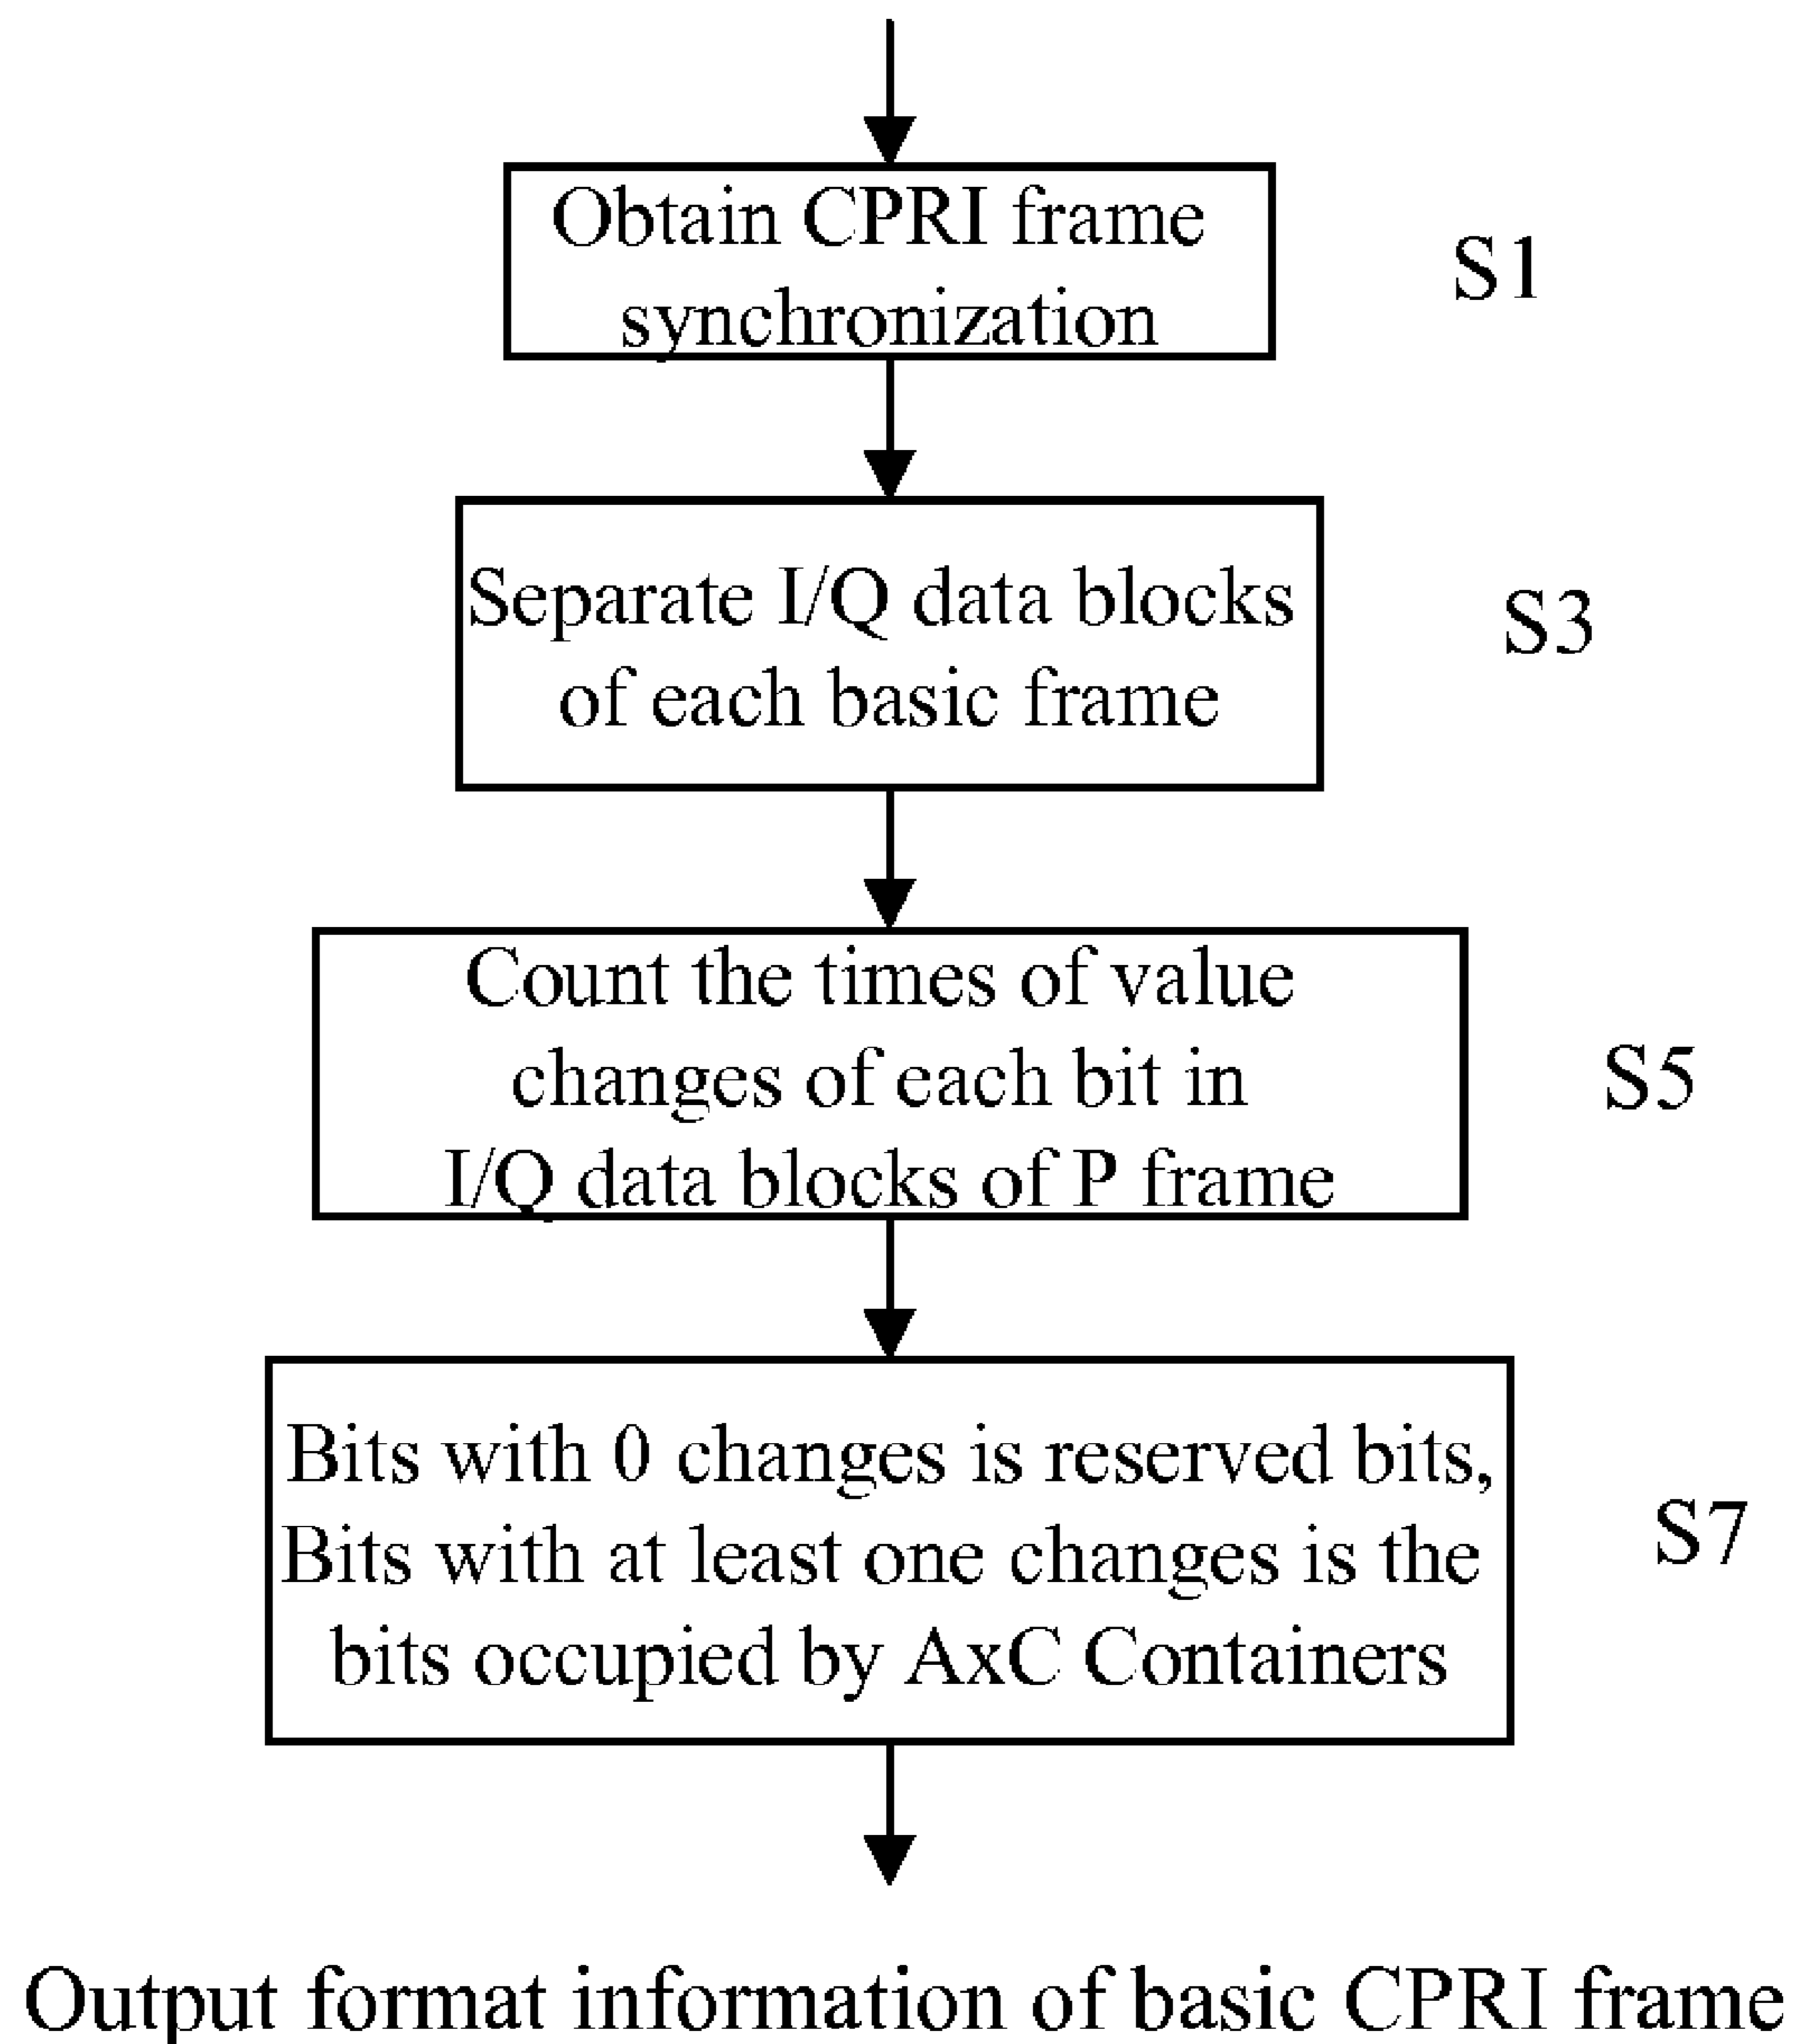 Obtain CPRI frame
synchronization
S1
Separate I/Q data blocks
of each basic frame
S3
Count the times of value
changes of each bit in
I/Q data blocks of P frame
S5
Bits with 0 changes is reserved bits,
Bits with at least one changes is the
bits occupied by AxC Containers
S7
Output format information of basic CPRI frame